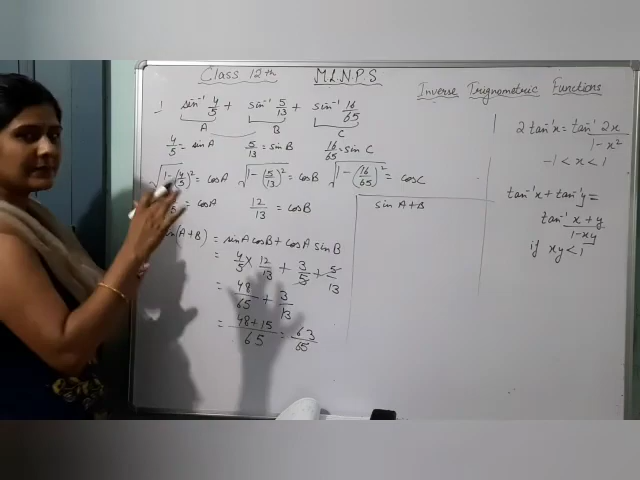 Class 12th M.L.N.P.S
Inverse Trignometric Functions
1 sin⁻¹ 4/5 + sin⁻¹ 5/13 + sin⁻¹ 16/65
A B C
4/5 = sin A 5/13 = sin B 16/65 = sin C
√1-(4/5)² = cos A √1-(5/13)² = cos B √1-(16/65)² = cos C
= cos A 12/13 = cos B
(A+B) = sin A cos B + cos A sin B
= 4/5 × 12/13 + 3/5 + 5/13
= 48/65 + 3/13
= 48+15/65 = 63/65
sin A+B
2 tan⁻¹x = tan⁻¹ 2x/1-x²
-1 < x < 1
tan⁻¹x + tan⁻¹y =
tan⁻¹ x+y/1-xy
if xy < 1